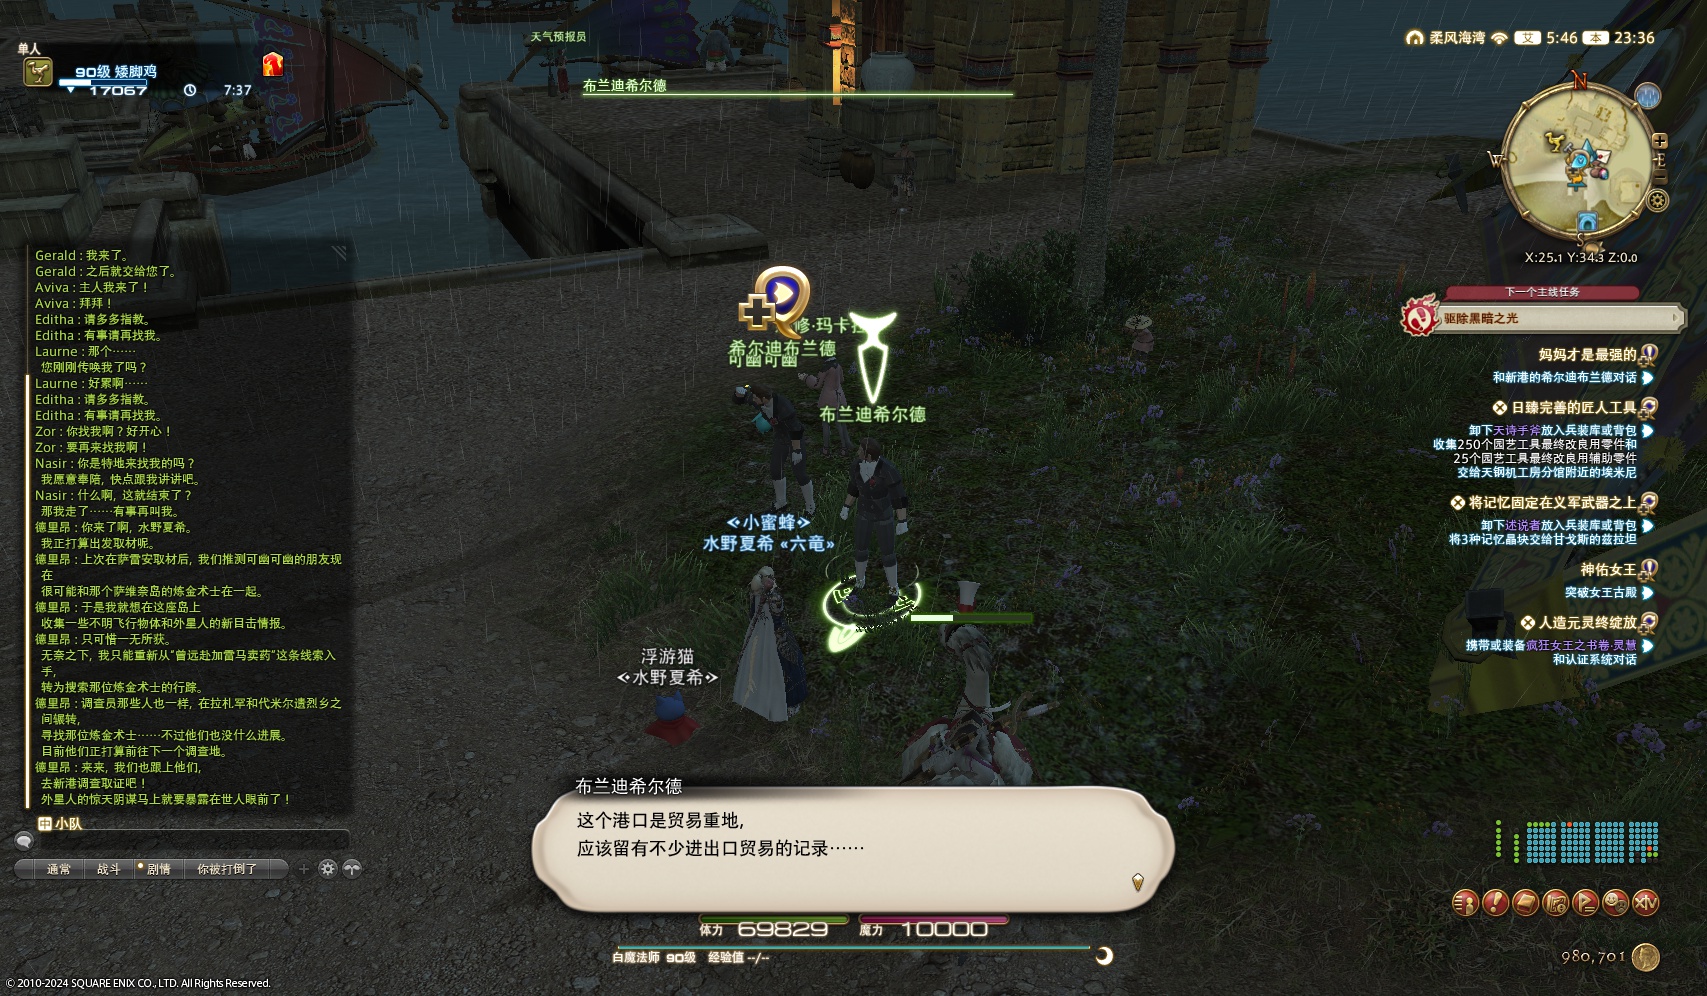 单人
90级 矮脚鸡
17067
7:37
天气预报员
布兰迪希尔德
柔风海湾 艾 5:46 本 23:36
N
W
E
S
X:25.1 Y:34.3 Z:0.0
下一个主线任务
驱除黑暗之光
妈妈才是最强的
和新港的希尔迪布兰德对话
日臻完善的匠人工具
卸下天诗手斧放入兵装库或背包
收集250个园艺工具最终改良用零件和
25个园艺工具最终改良用辅助零件
交给天钢机工房分馆附近的埃米尼
将记忆固定在义军武器之上
卸下述说者放入兵装库或背包
将3种记忆晶块交给甘戈斯的兹拉坦
神佑女王
突破女王古殿
人造元灵终绽放
携带或装备疯狂女王之书卷·灵慧
和认证系统对话
Gerald : 我来了。
Gerald : 之后就交给您了。
Aviva : 主人我来了！
Aviva : 拜拜！
Editha : 请多多指教。
Editha : 有事请再找我。
Laurne : 那个……
您刚刚传唤我了吗？
Laurne : 好累啊……
Editha : 请多多指教。
Editha : 有事请再找我。
Zor : 你找我啊？好开心！
Zor : 要再来找我啊！
Nasir : 你是特地来找我的吗？
我愿意奉陪，快点跟我讲讲吧。
Nasir : 什么啊，这就结束了？
那我走了……有事再叫我。
德里昂 : 你来了啊，水野夏希。
我正打算出发取材呢。
德里昂 : 上次在萨雷安取材后，我们推测可幽可幽的朋友现
在
很可能和那个萨维奈岛的炼金术士在一起。
德里昂 : 于是我就想在这座岛上
收集一些不明飞行物体和外星人的新目击情报。
德里昂 : 只可惜一无所获。
无奈之下，我只能重新从“曾远赴加雷马卖药”这条线索入
手，
转为搜索那位炼金术士的行踪。
德里昂 : 调查员那些人也一样，在拉札罕和代米尔遗烈乡之
间辗转，
寻找那位炼金术士……不过他们也没什么进展。
目前他们正打算前往下一个调查地。
德里昂 : 来来，我们也跟上他们，
去新港调查取证吧！
外星人的惊天阴谋马上就要暴露在世人眼前了！
小队
通常
战斗
剧情
你被打倒了
修·玛卡
希尔迪布兰德
可幽可幽
布兰迪希尔德
小蜜蜂
水野夏希 «六竜»
浮游猫
水野夏希
布兰迪希尔德
这个港口是贸易重地，
应该留有不少进出口贸易的记录……
体力 69829 魔力 10000
白魔法师 90级 经验值 --/--
XIV
980,701
© 2010-2024 SQUARE ENIX CO., LTD. All Rights Reserved.